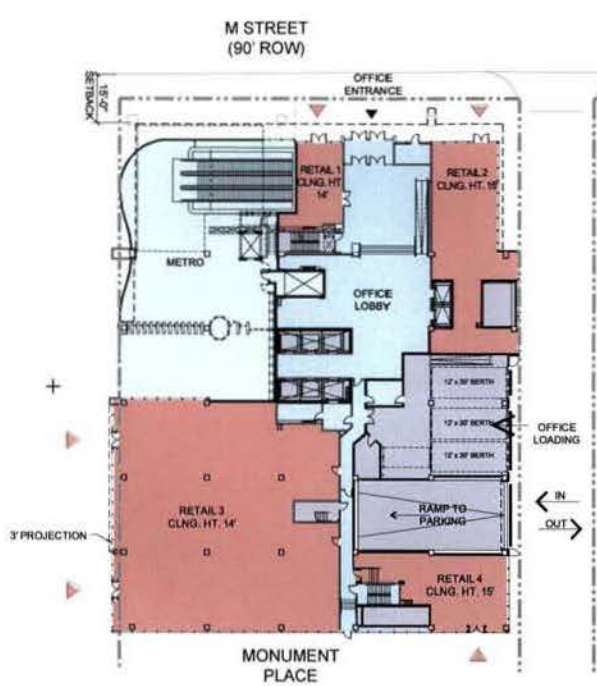 M STREET
(90' ROW)
15'-0"
SETBACK
OFFICE
ENTRANCE
RETAIL 1
CLNG. HT.
14'
RETAIL 2
CLNG. HT. 15'
METRO
OFFICE
LOBBY
12' x 30' BERTH
12' x 30' BERTH
12' x 30' BERTH
OFFICE
LOADING
IN
OUT
RAMP TO
PARKING
RETAIL 3
CLNG. HT. 14'
3' PROJECTION
RETAIL 4
CLNG. HT. 15'
MONUMENT
PLACE